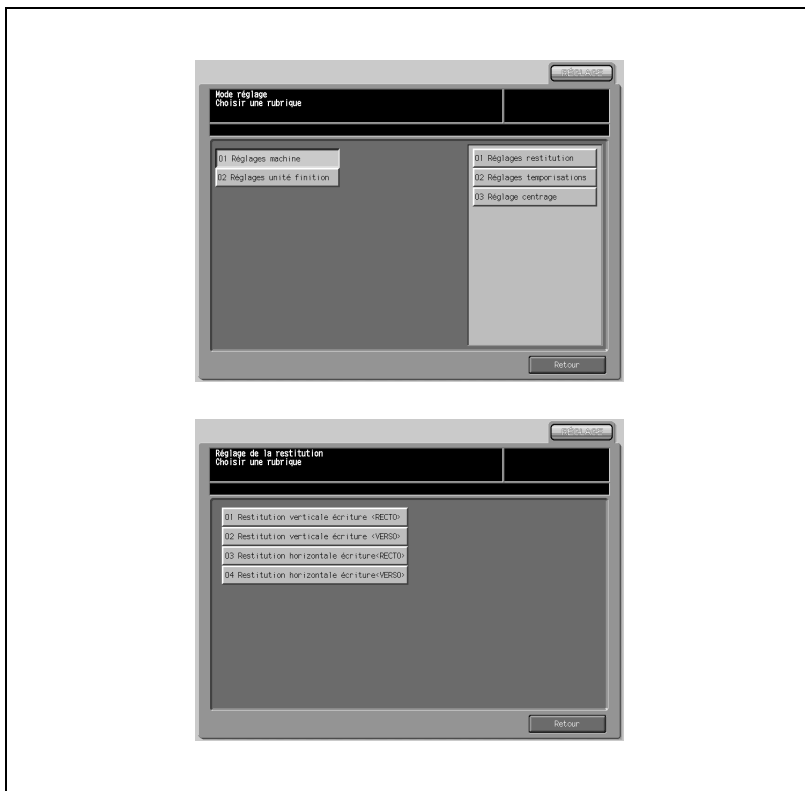 RÉGLAGE
Mode réglage
Choisir une rubrique
01 Réglages machine
02 Réglages unité finition
01 Réglages restitution
02 Réglages temporisations
03 Réglage centrage
Retour
RÉGLAGE
Réglage de la restitution
Choisir une rubrique
01 Restitution verticale écriture <RECTO>
02 Restitution verticale écriture <VERSO>
03 Restitution horizontale écriture<RECTO>
04 Restitution horizontale écriture<VERSO>
Retour